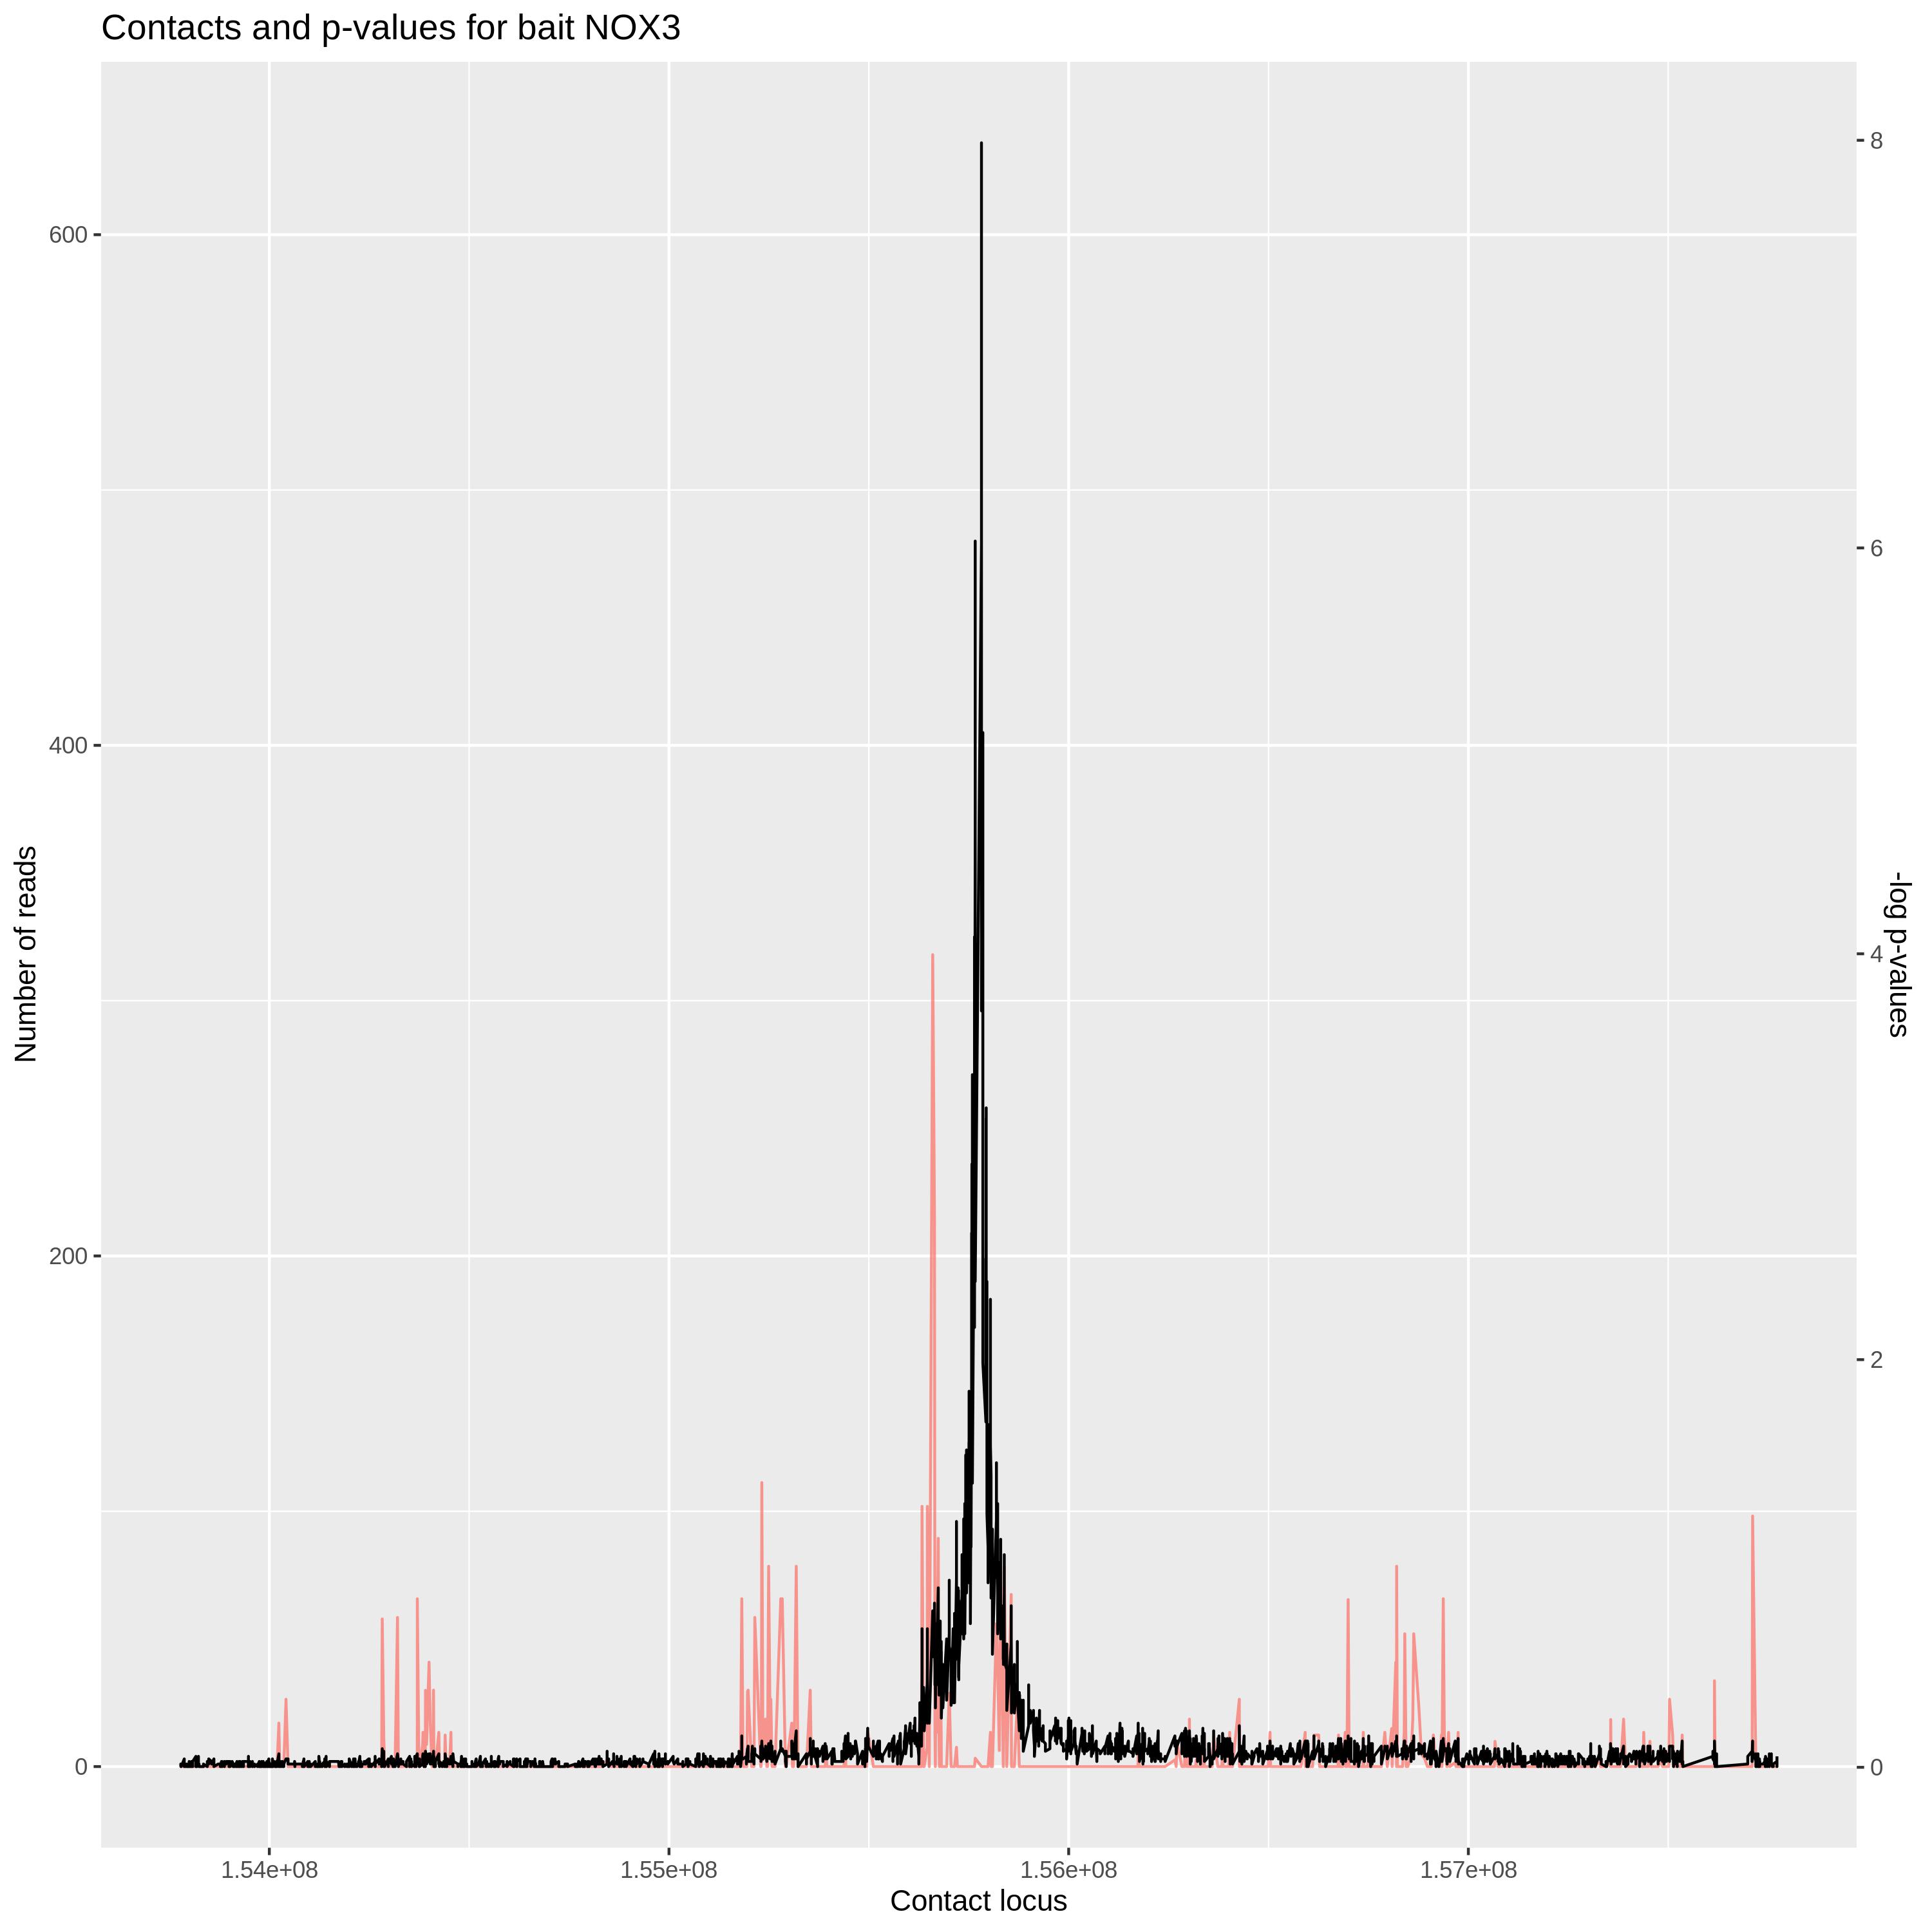 Contacts and p-values for bait NOX3
Number of reads
600
400
200
0
8
6
4
2
0
-log p-values
1.54e+08
1.55e+08
1.56e+08
1.57e+08
Contact locus